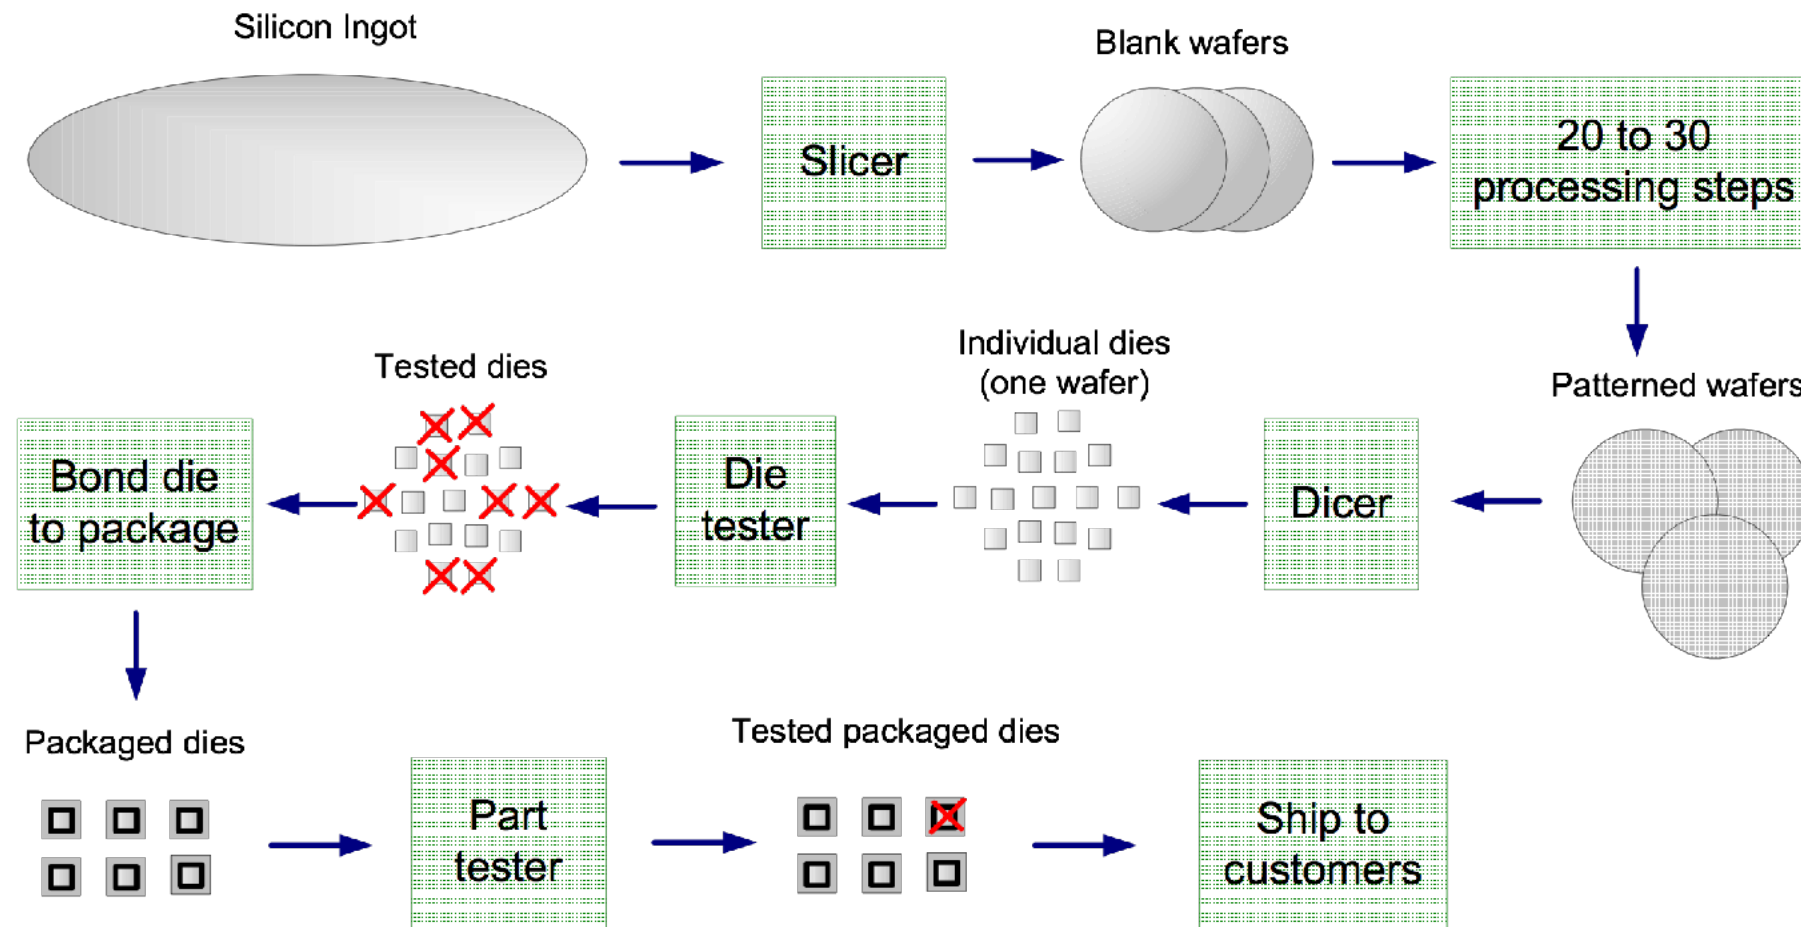 Silicon Ingot
Blank wafers
Slicer
20 to 30
processing steps
Patterned wafers
Dicer
Individual dies
(one wafer)
Die
tester
Tested dies
Bond die
to package
Packaged dies
Part
tester
Tested packaged dies
Ship to
customers